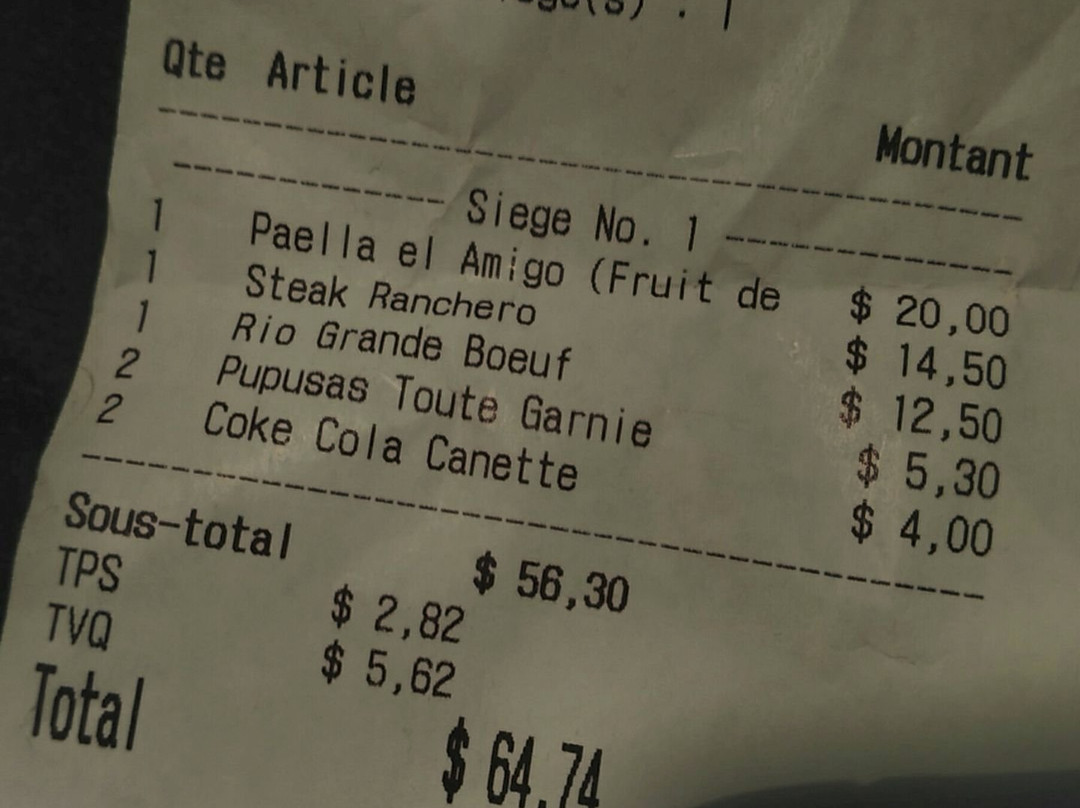 Qte Article Montant
Siege No. 1
1 Paella el Amigo (Fruit de $ 20,00
1 Steak Ranchero $ 14,50
1 Rio Grande Boeuf $ 12,50
2 Pupusas Toute Garnie $ 5,30
2 Coke Cola Canette $ 4,00
Sous-total $ 56,30
TPS $ 2,82
TVQ $ 5,62
Total $ 64,74